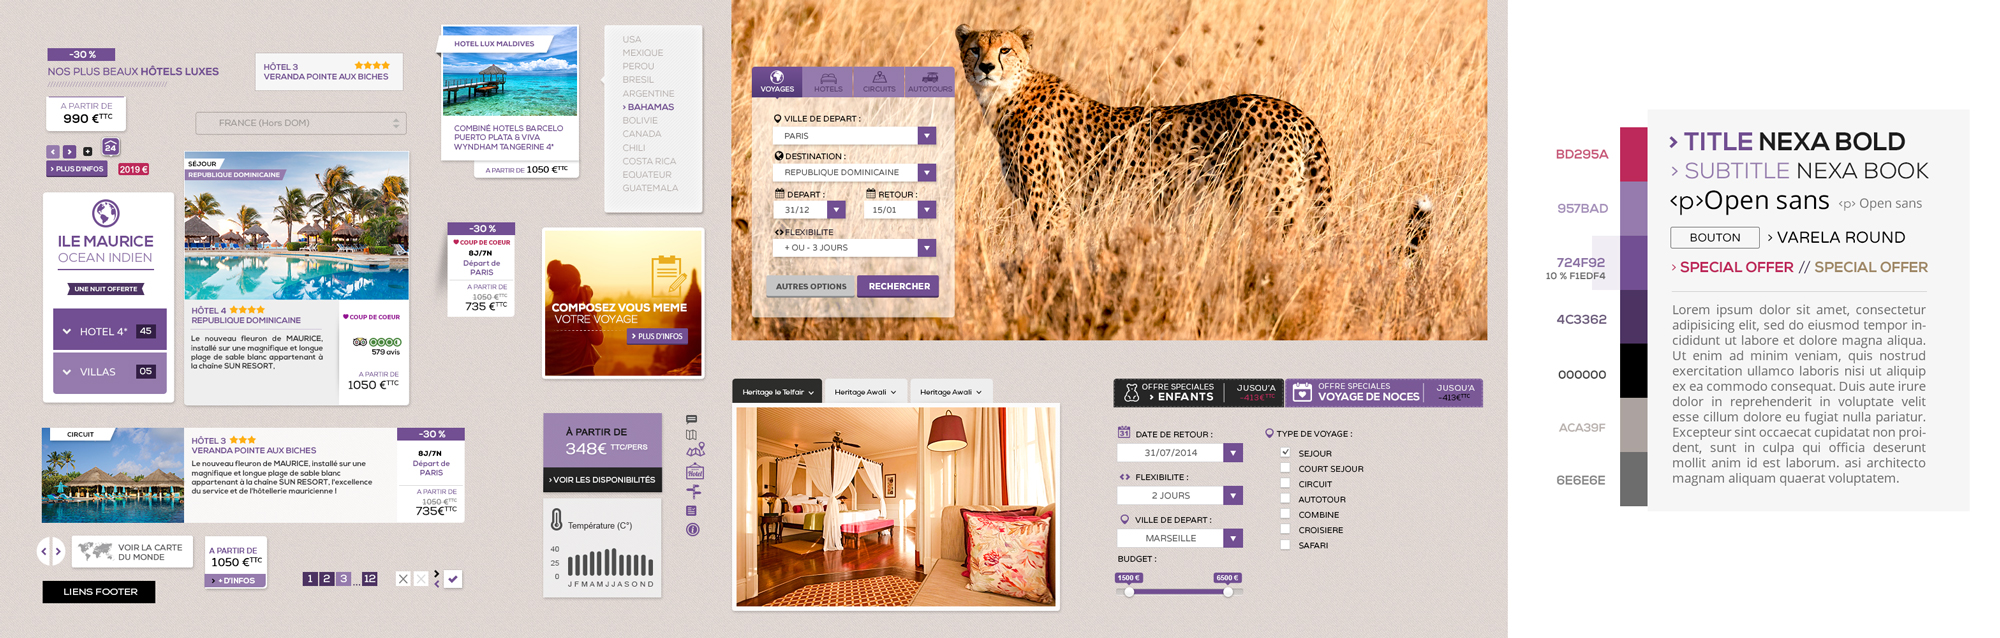 -30 %
NOS PLUS BEAUX HÔTELS LUXES
A PARTIR DE
990 €TTC
24
> PLUS D'INFOS
2019 €
HÔTEL 3
VERANDA POINTE AUX BICHES
FRANCE (Hors DOM)
ILE MAURICE
OCEAN INDIEN
UNE NUIT OFFERTE
HOTEL 4* 45
VILLAS 05
SÉJOUR
REPUBLIQUE DOMINICAINE
HÔTEL 4
REPUBLIQUE DOMINICAINE
Le nouveau fleuron de MAURICE,
installé sur une magnifique et longue
plage de sable blanc appartenant à
la chaîne SUN RESORT,
COUP DE COEUR
579 avis
A PARTIR DE
1050 €TTC
HOTEL LUX MALDIVES
COMBINÉ HOTELS BARCELO
PUERTO PLATA & VIVA
WYNDHAM TANGERINE 4*
A PARTIR DE 1050 €TTC
USA
MEXIQUE
PEROU
BRESIL
ARGENTINE
> BAHAMAS
BOLIVIE
CANADA
CHILI
COSTA RICA
EQUATEUR
GUATEMALA
-30 %
COUP DE COEUR
8J/7N
Départ de
PARIS
A PARTIR DE
1050 €TTC
735 €TTC
COMPOSEZ VOUS MEME
VOTRE VOYAGE
> PLUS D'INFOS
CIRCUIT
HÔTEL 3
VERANDA POINTE AUX BICHES
Le nouveau fleuron de MAURICE, installé sur une
magnifique et longue plage de sable blanc
appartenant à la chaîne SUN RESORT, l'excellence
du service et de l'hôtellerie mauricienne !
-30 %
8J/7N
Départ de
PARIS
A PARTIR DE
1050 €TTC
735€TTC
VOIR LA CARTE
DU MONDE
A PARTIR DE
1050 €TTC
> + D'INFOS
1 2 3 ... 12
LIENS FOOTER
À PARTIR DE
348€ TTC/PERS
> VOIR LES DISPONIBILITÉS
Température (C°)
40
25
0
J F M A M J J A S O N D
Hotel
VOYAGES HOTELS CIRCUITS AUTOTOURS
VILLE DE DEPART :
PARIS
DESTINATION :
REPUBLIQUE DOMINICAINE
DEPART : RETOUR :
31/12 15/01
FLEXIBILITE
+ OU - 3 JOURS
AUTRES OPTIONS RECHERCHER
Heritage le Telfair Heritage Awali Heritage Awali
OFFRE SPECIALES
> ENFANTS
JUSQU'A
-413€TTC
OFFRE SPECIALES
VOYAGE DE NOCES
JUSQU'A
-413€TTC
31
DATE DE RETOUR :
31/07/2014
FLEXIBILITE :
2 JOURS
VILLE DE DEPART :
MARSEILLE
BUDGET :
1500 € 6500 €
TYPE DE VOYAGE :
SEJOUR
COURT SEJOUR
CIRCUIT
AUTOTOUR
COMBINE
CROISIERE
SAFARI
BD295A
957BAD
724F92
10 % F1EDF4
4C3362
000000
ACA39F
6E6E6E
> TITLE NEXA BOLD
> SUBTITLE NEXA BOOK
<p>Open sans <p> Open sans
BOUTON > VARELA ROUND
> SPECIAL OFFER // SPECIAL OFFER
Lorem ipsum dolor sit amet, consectetur
adipisicing elit, sed do eiusmod tempor in-
cididunt ut labore et dolore magna aliqua.
Ut enim ad minim veniam, quis nostrud
exercitation ullamco laboris nisi ut aliquip
ex ea commodo consequat. Duis aute irure
dolor in reprehenderit in voluptate velit
esse cillum dolore eu fugiat nulla pariatur.
Excepteur sint occaecat cupidatat non proi-
dent, sunt in culpa qui officia deserunt
mollit anim id est laborum. asi architecto
magnam aliquam quaerat voluptatem.